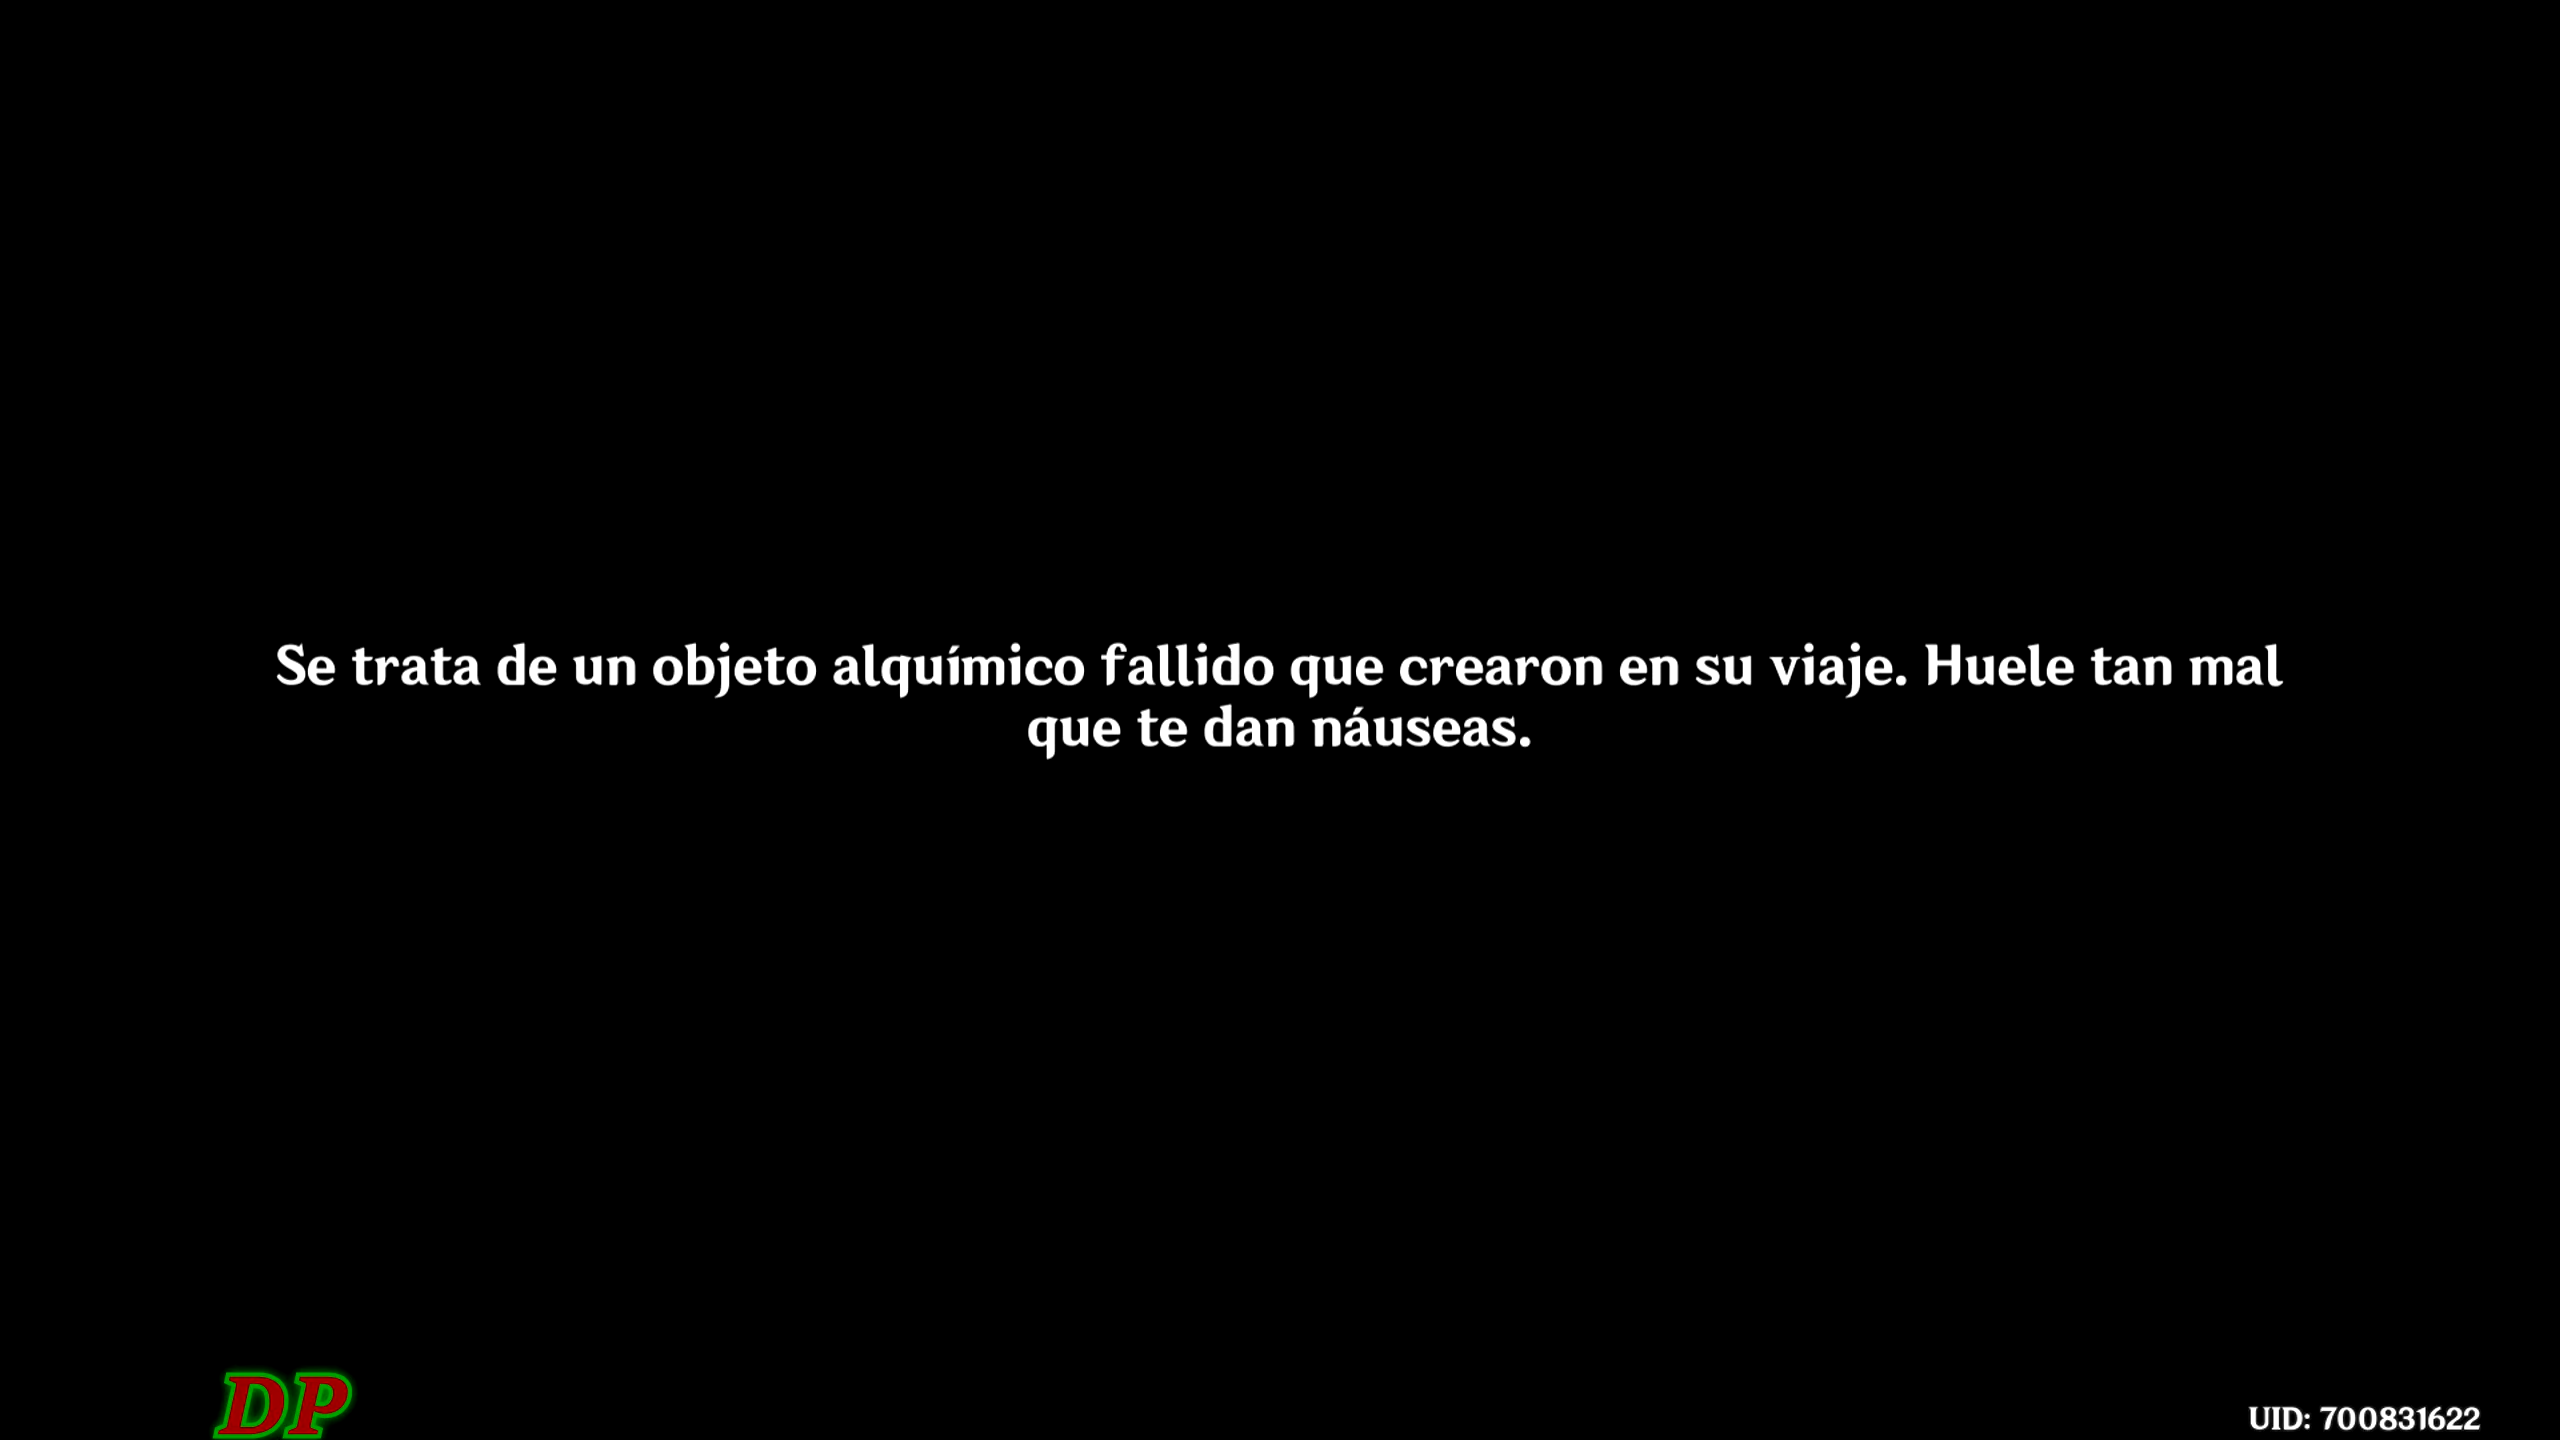 Se trata de un objeto alquímico fallido que crearon en su viaje. Huele tan mal
que te dan náuseas.
DP
UID: 700831622